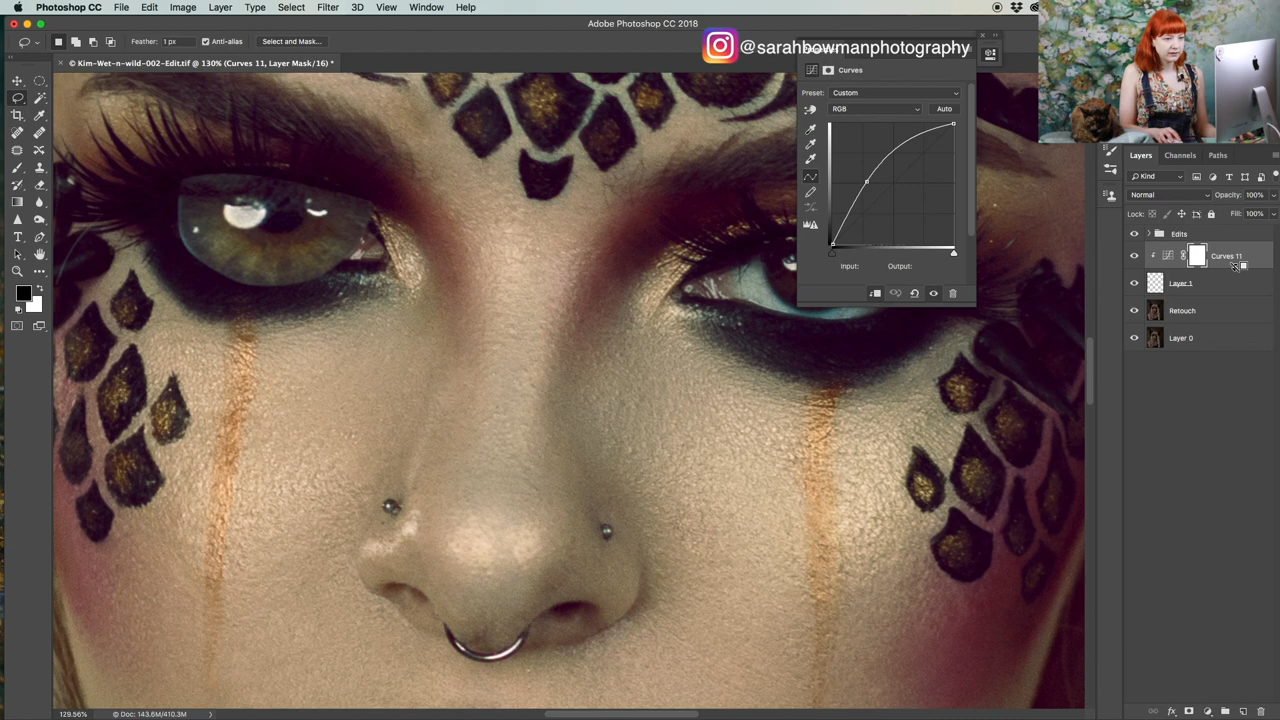 Photoshop CC File Edit Image Layer Type Select Filter 3D View Window Help
Adobe Photoshop CC 2018
Feather: 1 px Anti-alias Select and Mask...
@sarahbowmanphotography
© Kim-Wet-n-wild-002-Edit.tif @ 130% (Curves 11, Layer Mask/16) *
Curves
Preset: Custom
RGB Auto
Input: Output:
Layers Channels Paths
Kind
Normal Opacity: 100%
Lock: Fill: 100%
Edits
Curves 11
Layer 1
Retouch
Layer 0
129.56% Doc: 143.6M/410.3M